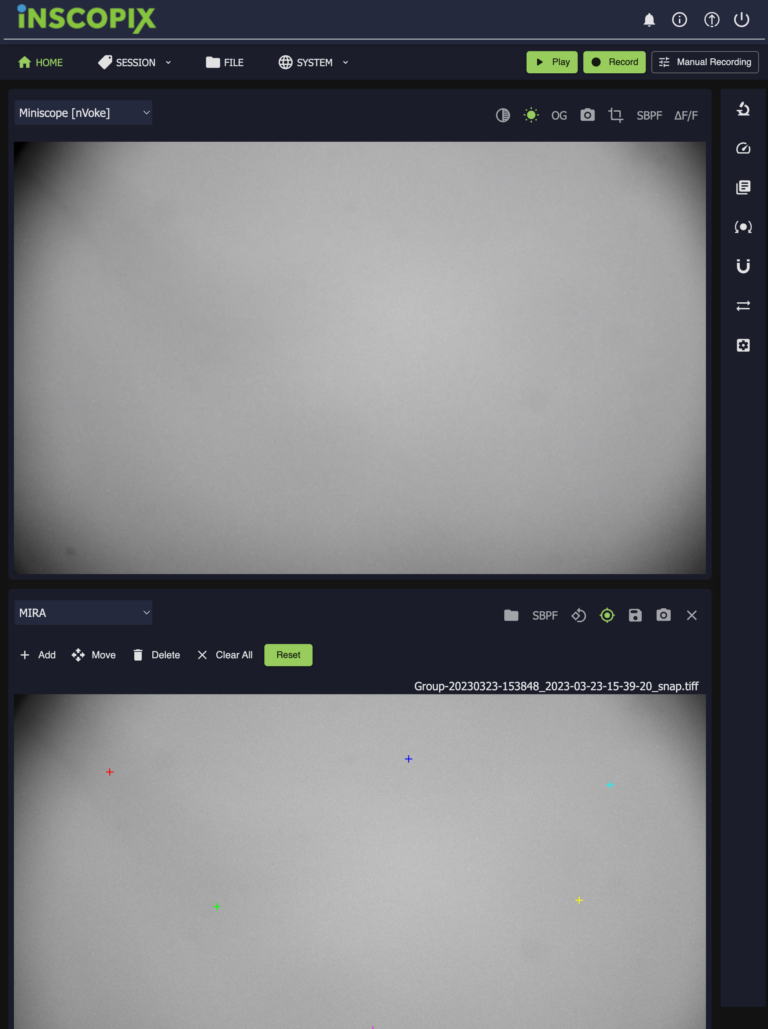 iNSCOPIX
HOME SESSION FILE SYSTEM Play Record Manual Recording
Miniscope [nVoke] OG SBPF ΔF/F
MIRA SBPF
Add Move Delete Clear All Reset
Group-20230323-153848_2023-03-23-15-39-20_snap.tiff